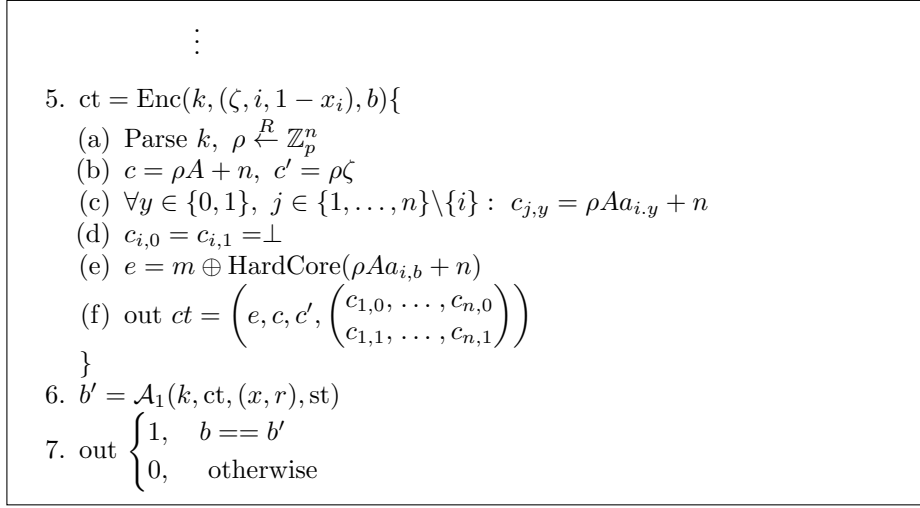 ⋮
5. ct = Enc(k, (ζ, i, 1 − x_i), b){
(a) Parse k, ρ ←^R ℤ_p^n
(b) c = ρA + n, c′ = ρζ
(c) ∀y ∈ {0, 1}, j ∈ {1, . . . , n}\{i} : c_{j,y} = ρAa_{i.y} + n
(d) c_{i,0} = c_{i,1} =⊥
(e) e = m ⊕ HardCore(ρAa_{i,b} + n)
(f) out ct = (e, c, c′, (c_{1,0}, . . . , c_{n,0}
c_{1,1}, . . . , c_{n,1}))
}
6. b′ = 𝒜_1(k, ct, (x, r), st)
7. out { 1, b == b′
0, otherwise